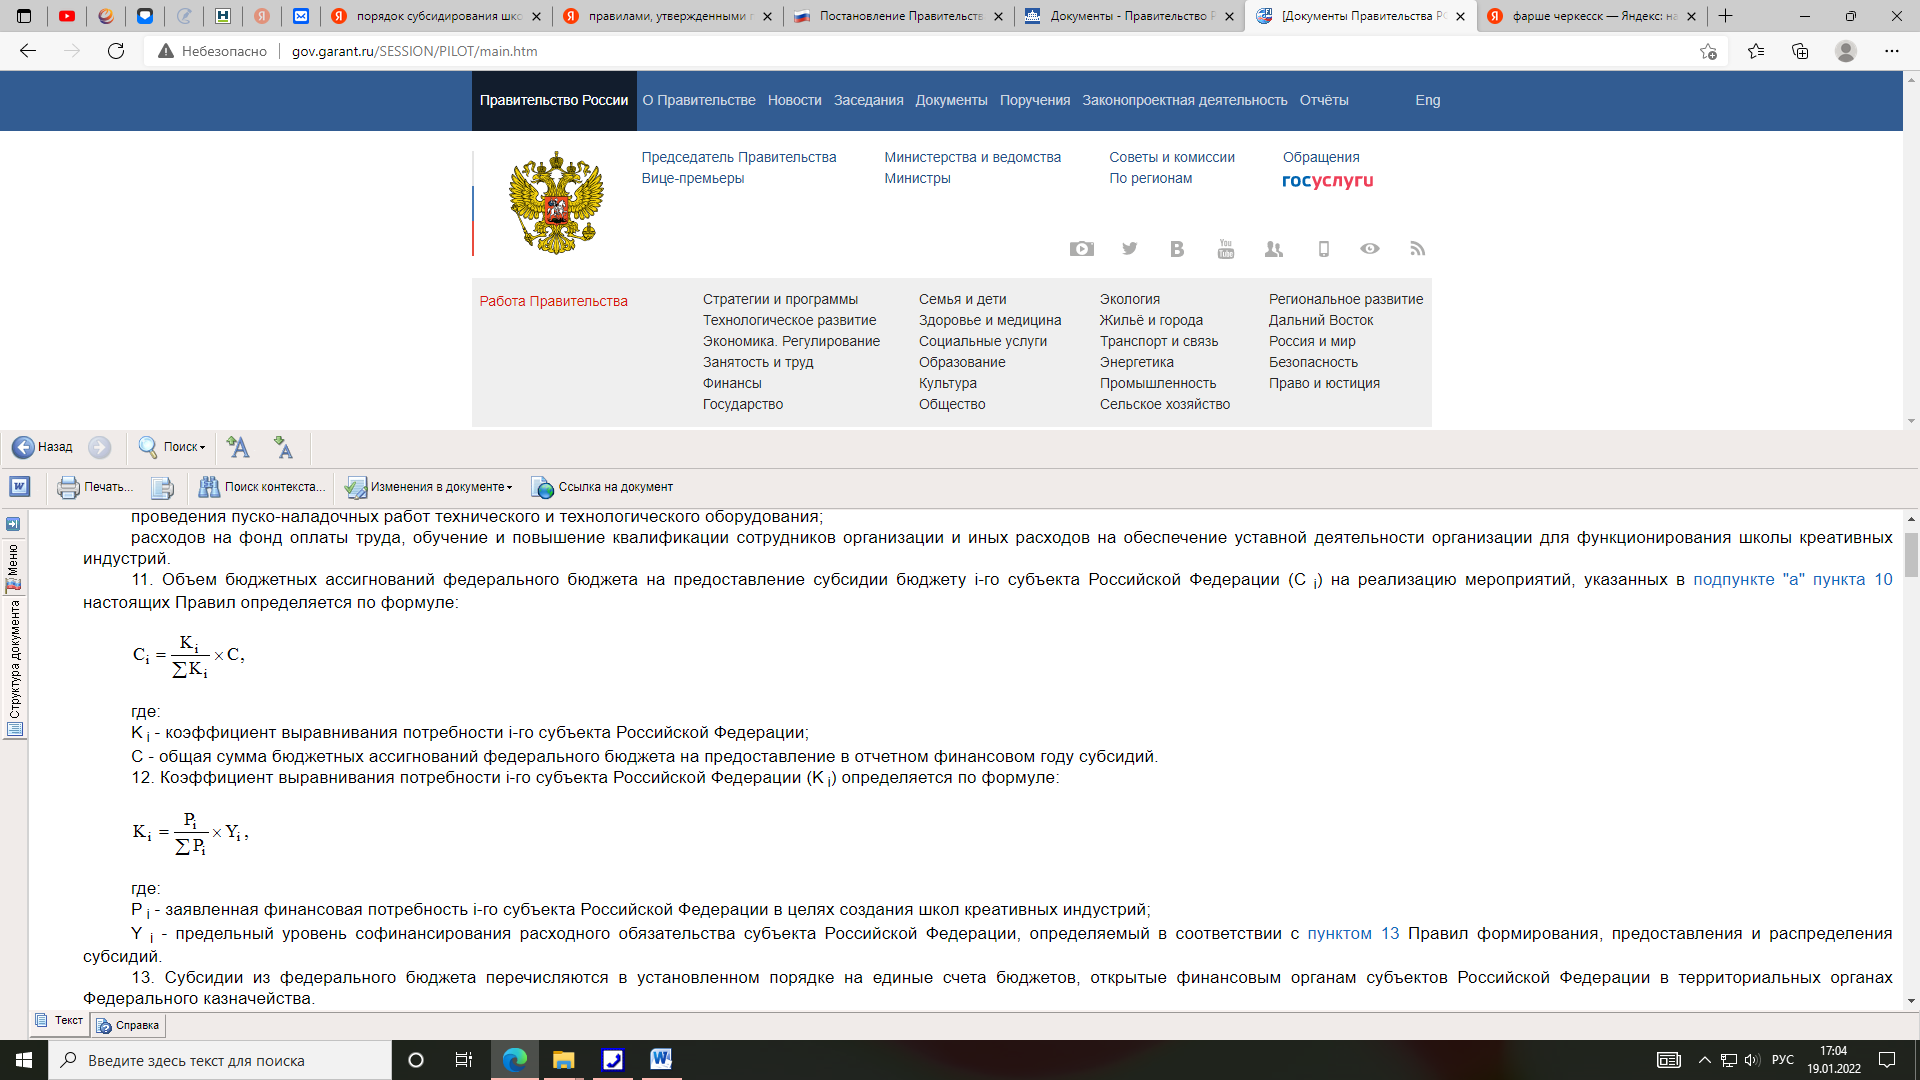 порядок субсидирования шко
правилами, утвержденными п
Постановление Правительств
Документы - Правительство Р
[Документы Правительства РФ
фарше черкесск — Яндекс: на
Небезопасно
gov.garant.ru/SESSION/PILOT/main.htm
Правительство России О Правительстве Новости Заседания Документы Поручения Законопроектная деятельность Отчёты Eng
Председатель Правительства Министерства и ведомства Советы и комиссии Обращения
Вице-премьеры Министры По регионам госуслуги
You Tube
Работа Правительства
Стратегии и программы Семья и дети Экология Региональное развитие
Технологическое развитие Здоровье и медицина Жильё и города Дальний Восток
Экономика. Регулирование Социальные услуги Транспорт и связь Россия и мир
Занятость и труд Образование Энергетика Безопасность
Финансы Культура Промышленность Право и юстиция
Государство Общество Сельское хозяйство
Назад Поиск
Печать... Поиск контекста... Изменения в документе Ссылка на документ
Меню
Структура документа
проведения пуско-наладочных работ технического и технологического оборудования;
расходов на фонд оплаты труда, обучение и повышение квалификации сотрудников организации и иных расходов на обеспечение уставной деятельности организации для функционирования школы креативных
индустрий.
11. Объем бюджетных ассигнований федерального бюджета на предоставление субсидии бюджету i-го субъекта Российской Федерации (C i) на реализацию мероприятий, указанных в подпункте "а" пункта 10
настоящих Правил определяется по формуле:
C i = K i / ∑ K i × C,
где:
K i - коэффициент выравнивания потребности i-го субъекта Российской Федерации;
C - общая сумма бюджетных ассигнований федерального бюджета на предоставление в отчетном финансовом году субсидий.
12. Коэффициент выравнивания потребности i-го субъекта Российской Федерации (K i) определяется по формуле:
K i = P i / ∑ P i × Y i ,
где:
P i - заявленная финансовая потребность i-го субъекта Российской Федерации в целях создания школ креативных индустрий;
Y i - предельный уровень софинансирования расходного обязательства субъекта Российской Федерации, определяемый в соответствии с пунктом 13 Правил формирования, предоставления и распределения
субсидий.
13. Субсидии из федерального бюджета перечисляются в установленном порядке на единые счета бюджетов, открытые финансовым органам субъектов Российской Федерации в территориальных органах
Федерального казначейства.
Текст Справка
Введите здесь текст для поиска
РУС
17:04
19.01.2022